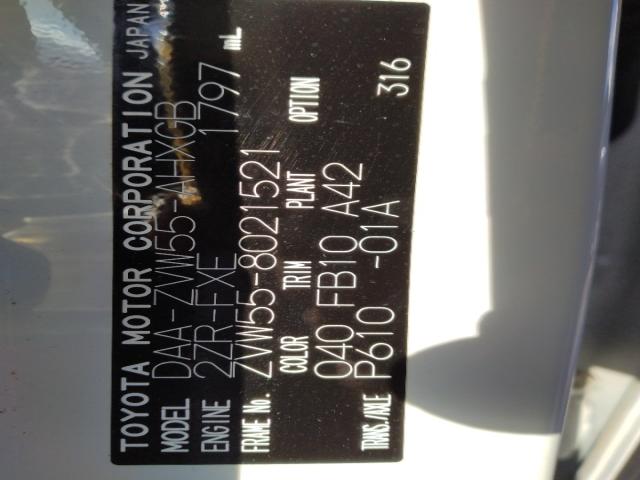 TOYOTA MOTOR CORPORATION JAPAN
MODEL DAA-ZVW55-AHXGB
ENGINE 2ZR-FXE 1797 mL
FRAME No. ZVW55-8021521
COLOR TRIM PLANT OPTION
040 FB10 A42
TRANS./AXLE P610 -01A 316